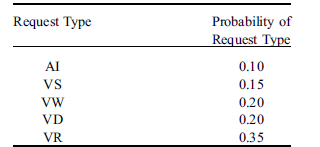 Request Type Probability of
Request Type
AI 0.10
VS 0.15
VW 0.20
VD 0.20
VR 0.35